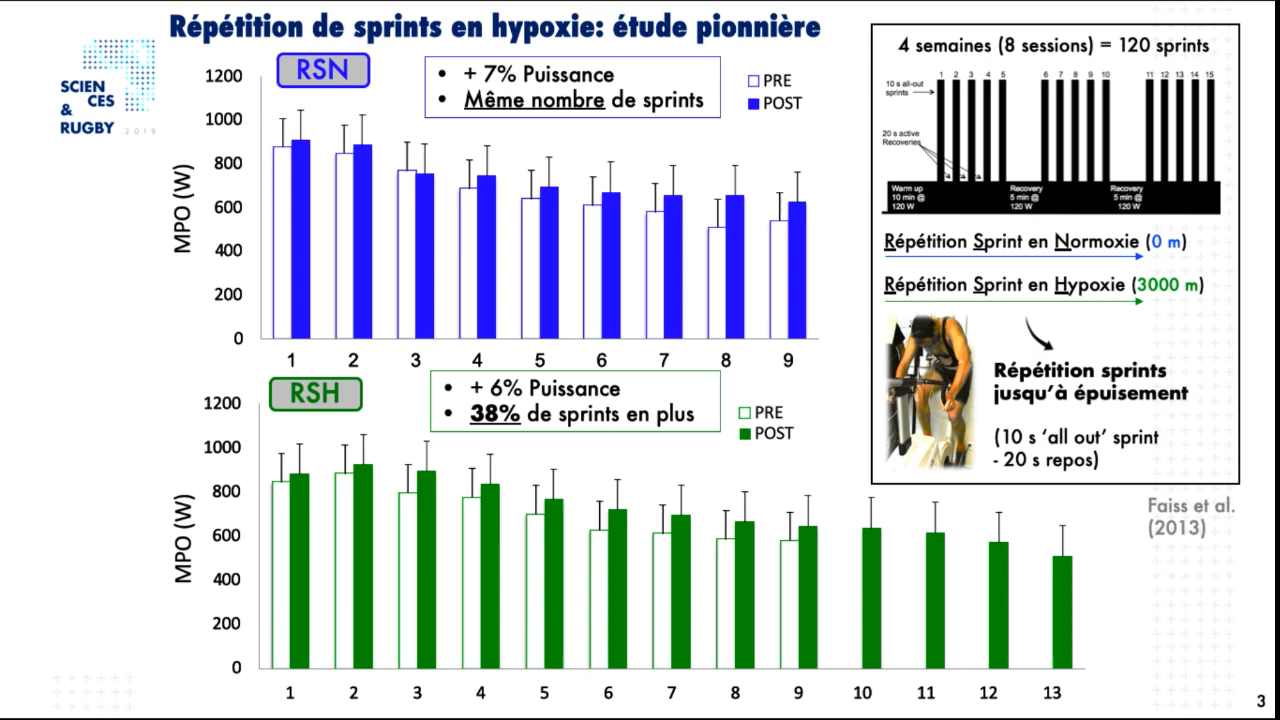 Répétition de sprints en hypoxie: étude pionnière
SCIEN
CES
&
RUGBY 2019
RSN
• + 7% Puissance
• Même nombre de sprints
PRE
POST
MPO (W)
1200
1000
800
600
400
200
0
1 2 3 4 5 6 7 8 9
RSH
• + 6% Puissance
• 38% de sprints en plus
PRE
POST
MPO (W)
1200
1000
800
600
400
200
0
1 2 3 4 5 6 7 8 9 10 11 12 13
4 semaines (8 sessions) = 120 sprints
1 2 3 4 5 6 7 8 9 10 11 12 13 14 15
10 s all-out
sprints
20 s active
Recoveries
Warm up
10 min @
120 W
Recovery
5 min @
120 W
Recovery
5 min @
120 W
Répétition Sprint en Normoxie (0 m)
Répétition Sprint en Hypoxie (3000 m)
Répétition sprints
jusqu'à épuisement
(10 s 'all out' sprint
- 20 s repos)
Faiss et al.
(2013)
3